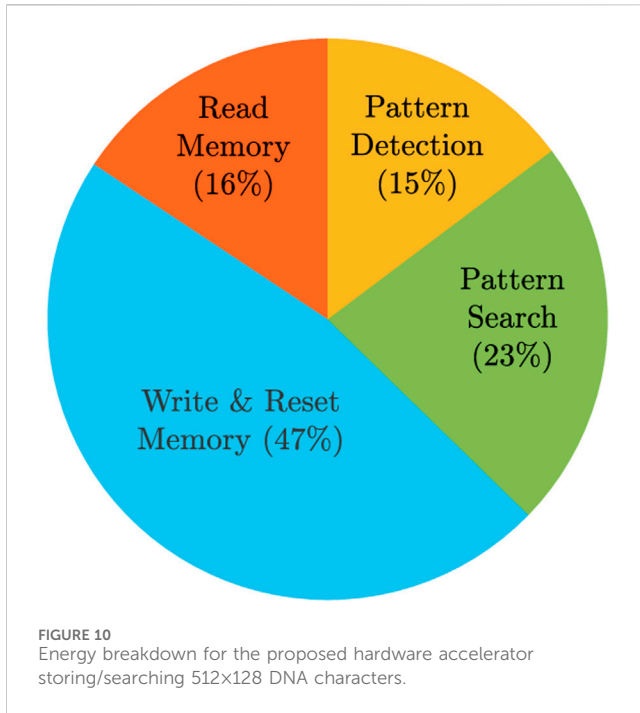 Read
Memory
(16%)
Pattern
Detection
(15%)
Pattern
Search
(23%)
Write & Reset
Memory (47%)
FIGURE 10
Energy breakdown for the proposed hardware accelerator
storing/searching 512×128 DNA characters.